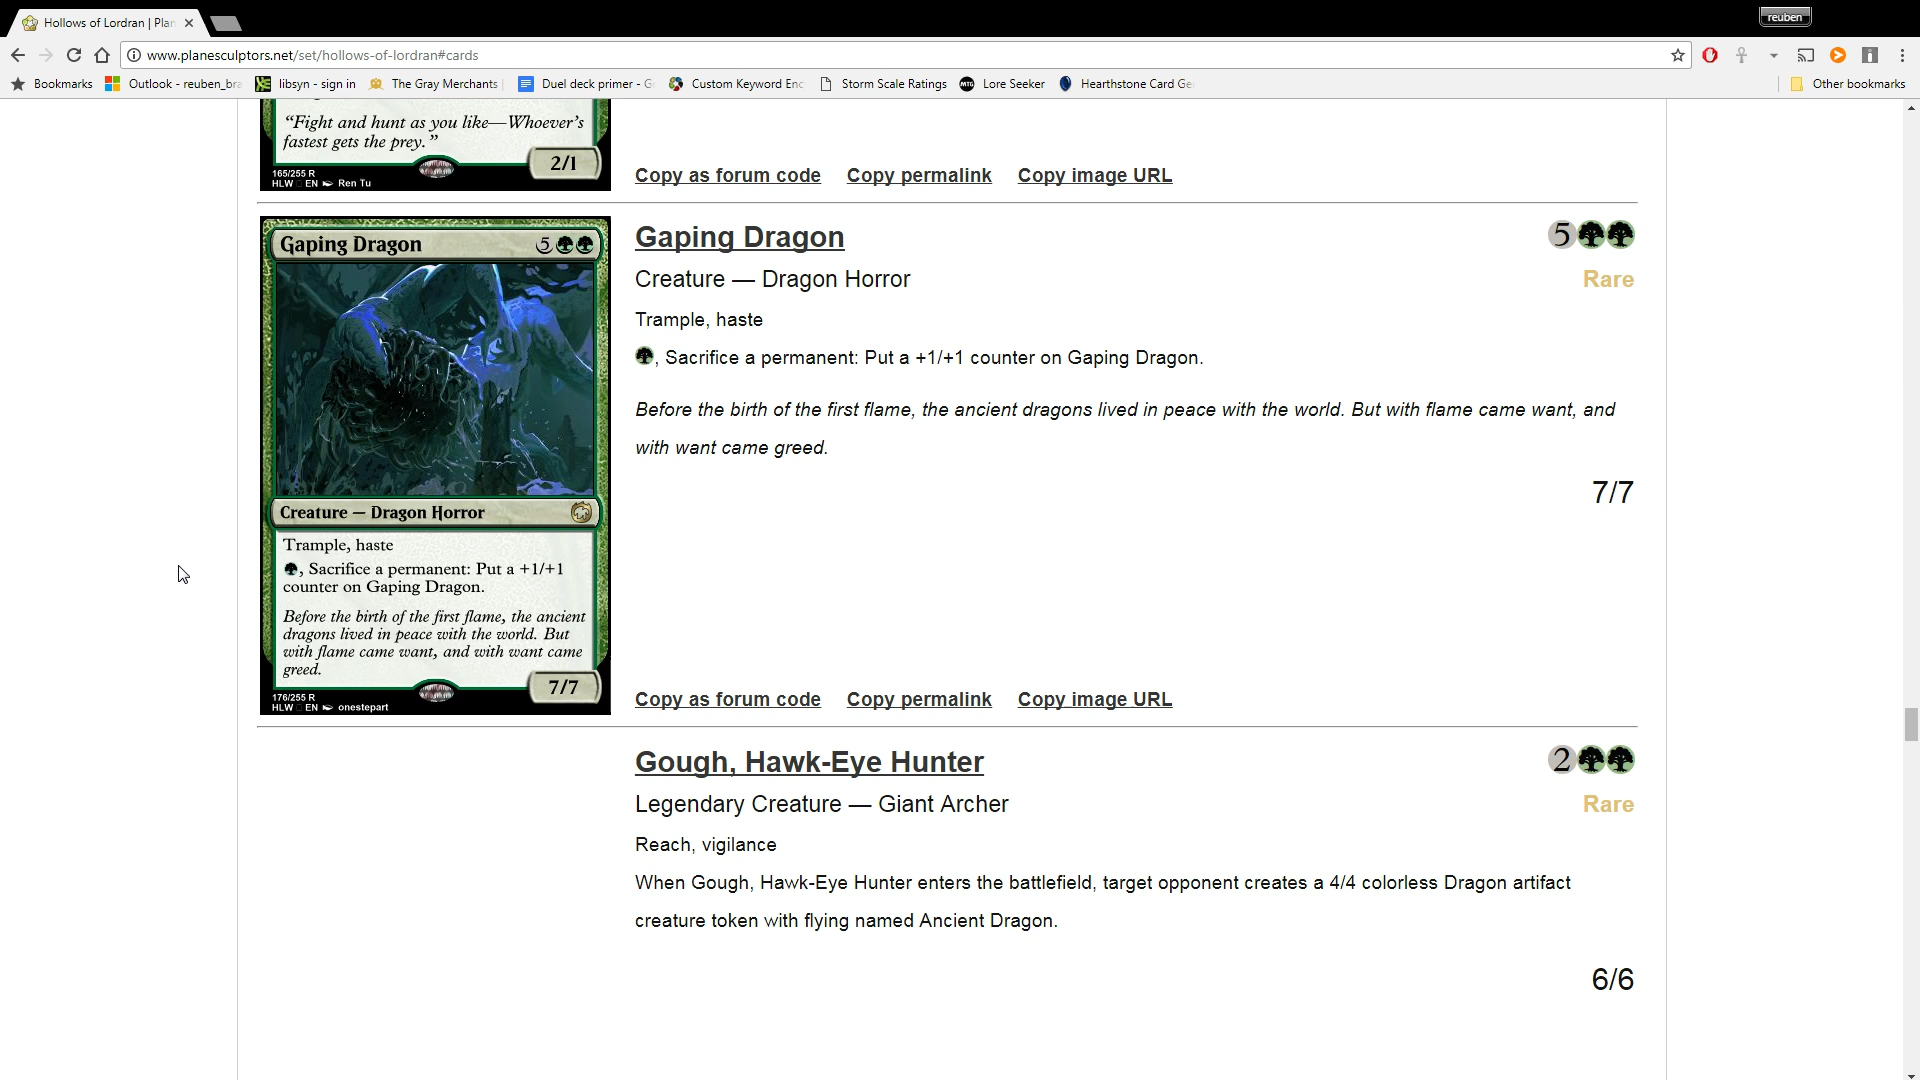 Hollows of Lordran | Plan
reuben
www.planesculptors.net/set/hollows-of-lordran#cards
Bookmarks
Outlook - reuben_bra
libsyn - sign in
The Gray Merchants
Duel deck primer - G
Custom Keyword Enc
Storm Scale Ratings
Lore Seeker
Hearthstone Card Ge
Other bookmarks
“Fight and hunt as you like—Whoever’s
fastest gets the prey.”
2/1
165/255 R
HLW EN Ren Tu
Copy as forum code Copy permalink Copy image URL
Gaping Dragon 5
Creature — Dragon Horror
Trample, haste
, Sacrifice a permanent: Put a +1/+1
counter on Gaping Dragon.
Before the birth of the first flame, the ancient
dragons lived in peace with the world. But
with flame came want, and with want came
greed.
7/7
176/255 R
HLW EN onestepart
Gaping Dragon 5
Creature — Dragon Horror Rare
Trample, haste
, Sacrifice a permanent: Put a +1/+1 counter on Gaping Dragon.
Before the birth of the first flame, the ancient dragons lived in peace with the world. But with flame came want, and
with want came greed.
7/7
Copy as forum code Copy permalink Copy image URL
Gough, Hawk-Eye Hunter 2
Legendary Creature — Giant Archer Rare
Reach, vigilance
When Gough, Hawk-Eye Hunter enters the battlefield, target opponent creates a 4/4 colorless Dragon artifact
creature token with flying named Ancient Dragon.
6/6